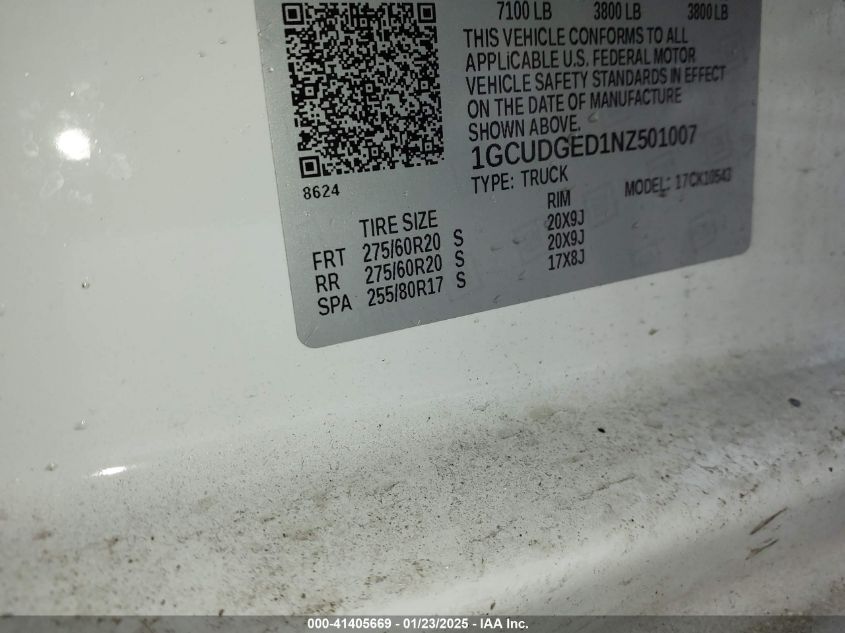 7100 LB 3800 LB 3800 LB
THIS VEHICLE CONFORMS TO ALL
APPLICABLE U.S. FEDERAL MOTOR
VEHICLE SAFETY STANDARDS IN EFFECT
ON THE DATE OF MANUFACTURE
SHOWN ABOVE.
1GCUDGED1NZ501007
TYPE: TRUCK MODEL: 17CK10543
8624
TIRE SIZE RIM
FRT 275/60R20 S 20X9J
RR 275/60R20 S 20X9J
SPA 255/80R17 S 17X8J
000-41405669 - 01/23/2025 - IAA Inc.